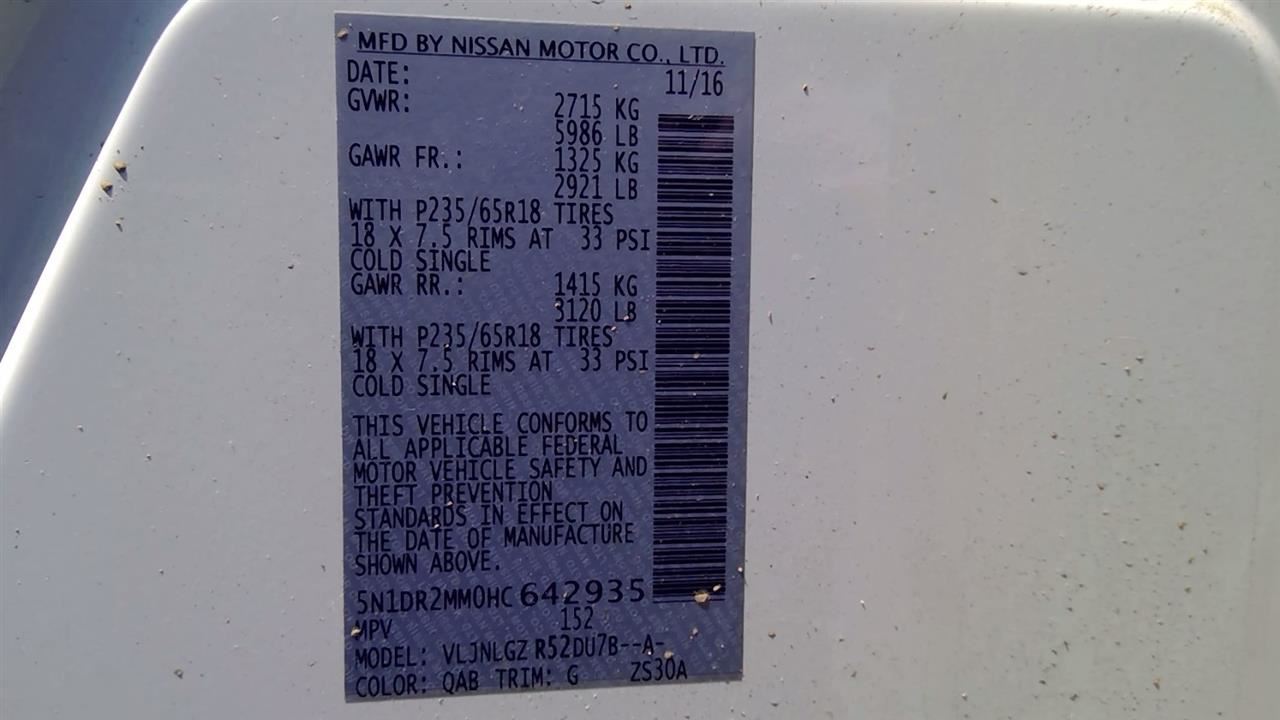 MFD BY NISSAN MOTOR CO., LTD.
DATE: 11/16
GVWR: 2715 KG
5986 LB
GAWR FR.: 1325 KG
2921 LB
WITH P235/65R18 TIRES
18 X 7.5 RIMS AT 33 PSI
COLD SINGLE
GAWR RR.: 1415 KG
3120 LB
WITH P235/65R18 TIRES
18 X 7.5 RIMS AT 33 PSI
COLD SINGLE
THIS VEHICLE CONFORMS TO
ALL APPLICABLE FEDERAL
MOTOR VEHICLE SAFETY AND
THEFT PREVENTION
STANDARDS IN EFFECT ON
THE DATE OF MANUFACTURE
SHOWN ABOVE.
5N1DR2MM0HC642935
MPV 152
MODEL: VLJNLGZ R52DU7B--A-
COLOR: QAB TRIM: G ZS30A